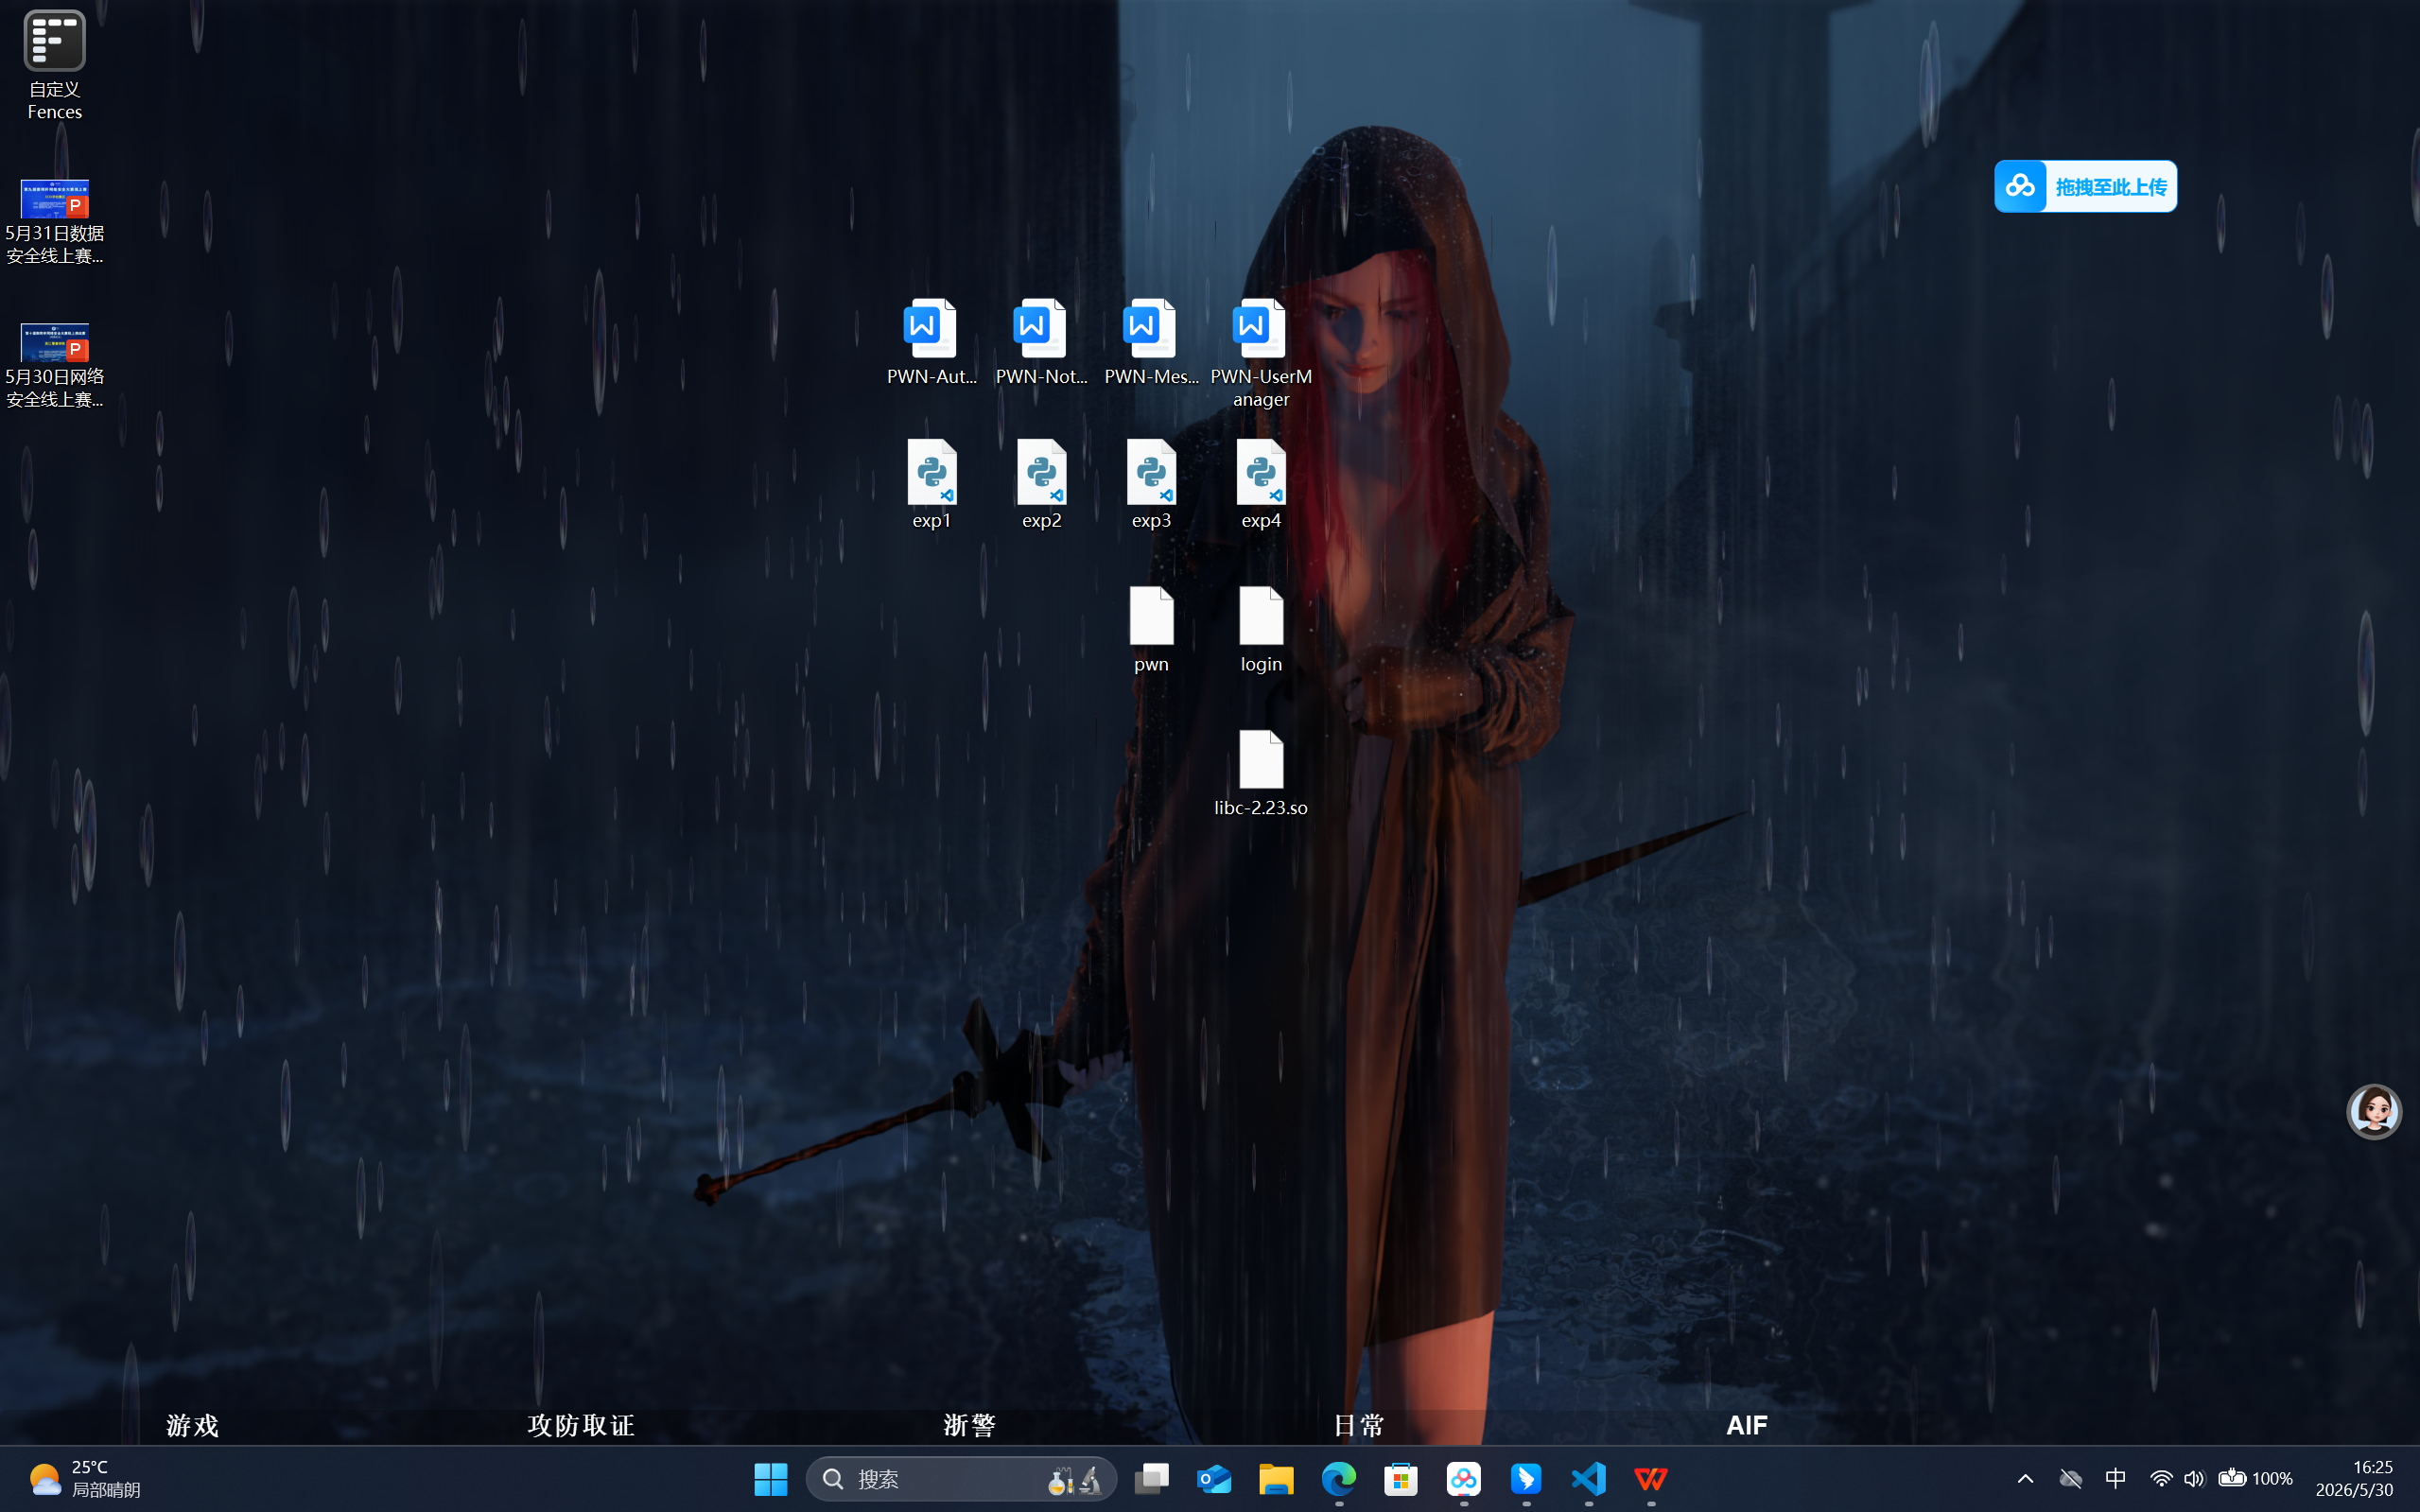 自定义
Fences
5月31日数据
安全线上赛...
5月30日网络
安全线上赛...
拖拽至此上传
PWN-Aut...
PWN-Not...
PWN-Mes...
PWN-UserM
anager
exp1
exp2
exp3
exp4
pwn
login
libc-2.23.so
游戏
攻防取证
浙警
日常
AIF
25°C
局部晴朗
搜索
中
100%
16:25
2026/5/30